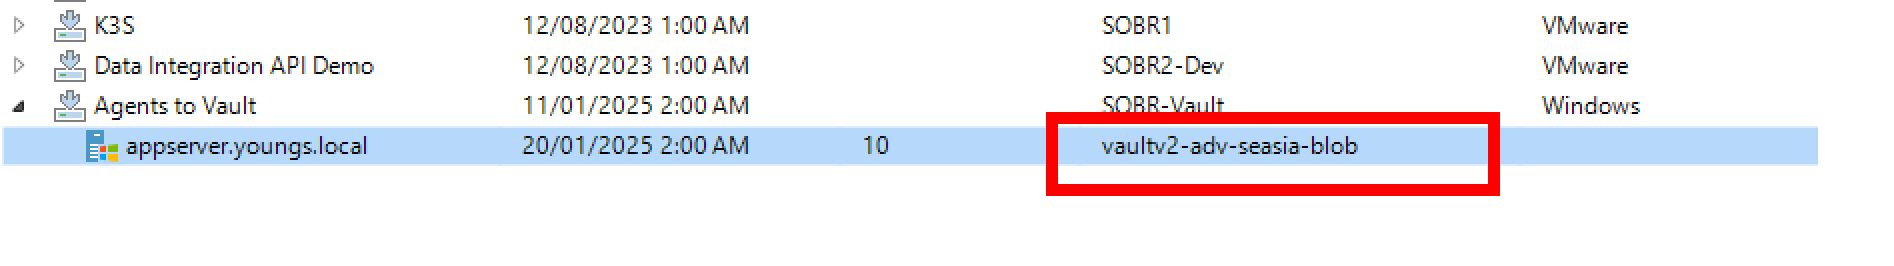 K3S 12/08/2023 1:00 AM SOBR1 VMware
Data Integration API Demo 12/08/2023 1:00 AM SOBR2-Dev VMware
Agents to Vault 11/01/2025 2:00 AM SOBR-Vault Windows
appserver.youngs.local 20/01/2025 2:00 AM 10 vaultv2-adv-seasia-blob